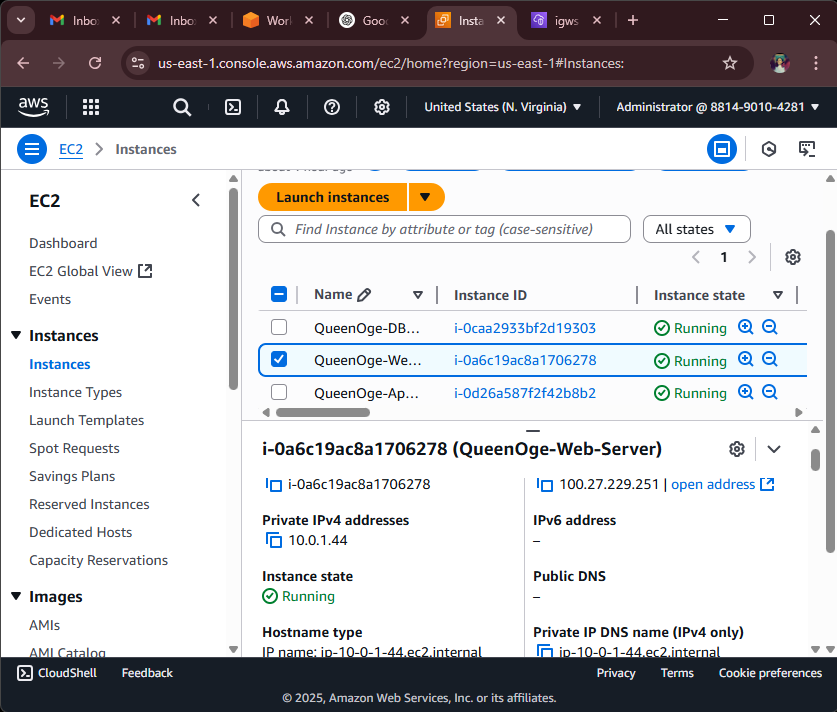 Inbo
Inbo
Work
Goo
Insta
igws
us-east-1.console.aws.amazon.com/ec2/home?region=us-east-1#Instances:
aws
United States (N. Virginia)
Administrator @ 8814-9010-4281
EC2
Instances
EC2
Dashboard
EC2 Global View
Events
Instances
Instances
Instance Types
Launch Templates
Spot Requests
Savings Plans
Reserved Instances
Dedicated Hosts
Capacity Reservations
Images
AMIs
AMI Catalog
Launch instances
Find Instance by attribute or tag (case-sensitive)
All states
1
Name Instance ID Instance state
QueenOge-DB... i-0caa2933bf2d19303 Running
QueenOge-We... i-0a6c19ac8a1706278 Running
QueenOge-Ap... i-0d26a587f2f42b8b2 Running
i-0a6c19ac8a1706278 (QueenOge-Web-Server)
i-0a6c19ac8a1706278
100.27.229.251 | open address
Private IPv4 addresses
10.0.1.44
IPv6 address
–
Instance state
Running
Public DNS
–
Hostname type
IP name: ip-10-0-1-44.ec2.internal
Private IP DNS name (IPv4 only)
ip-10-0-1-44.ec2.internal
CloudShell Feedback Privacy Terms Cookie preferences
© 2025, Amazon Web Services, Inc. or its affiliates.